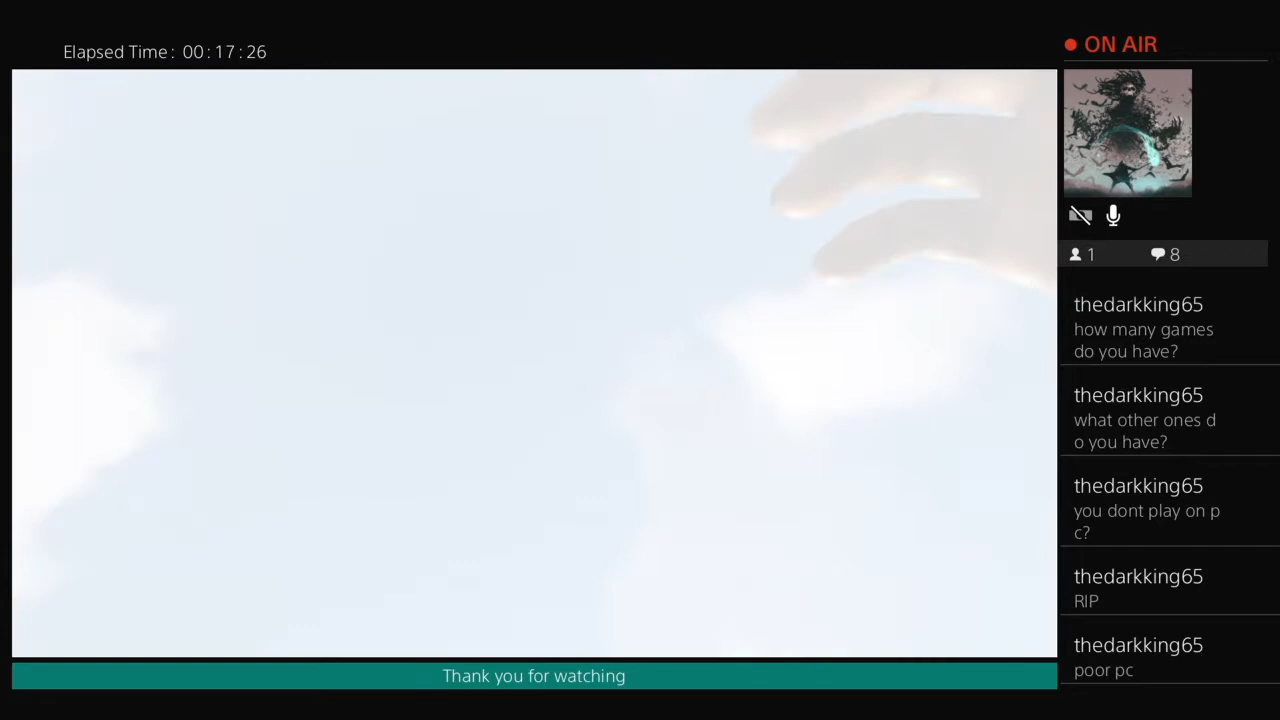 Elapsed Time: 00:17:26
ON AIR
1 8
thedarkking65
how many games
do you have?
thedarkking65
what other ones d
o you have?
thedarkking65
you dont play on p
c?
thedarkking65
RIP
thedarkking65
poor pc
Thank you for watching